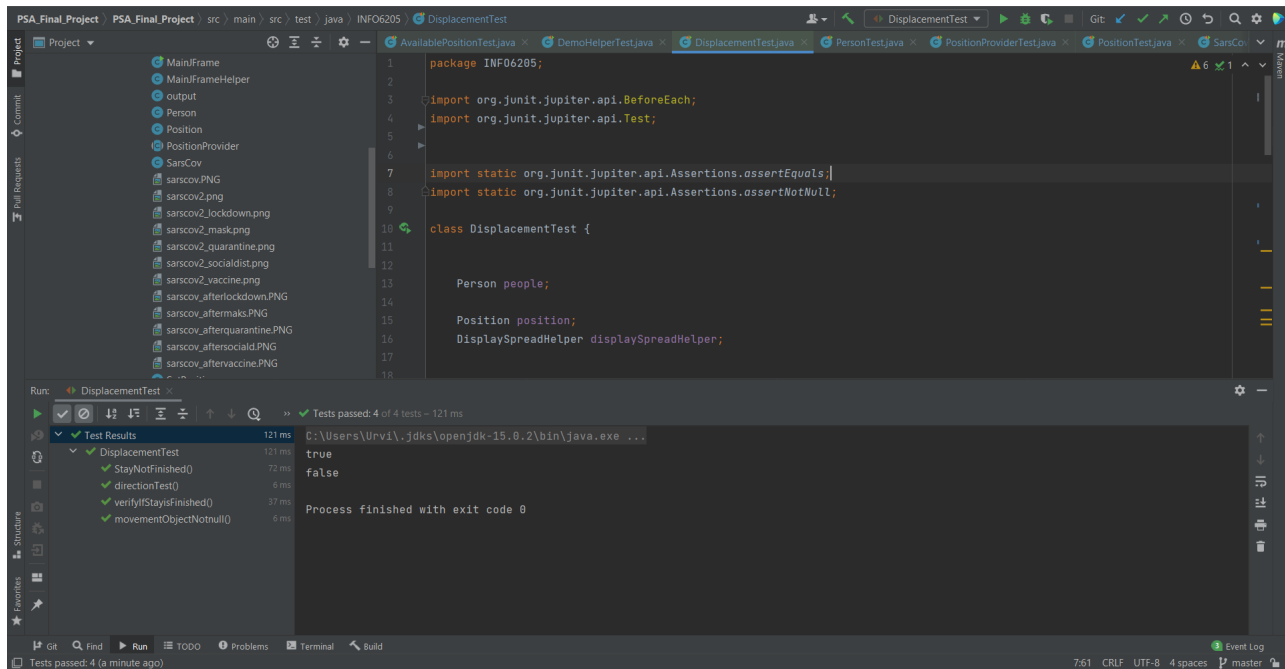 PSA_Final_Project PSA_Final_Project src main src test java INFO6205 DisplacementTest
DisplacementTest Git:
Project
AvailablePositionTest.java DemoHelperTest.java DisplacementTest.java PersonTest.java PositionProviderTest.java PositionTest.java
Project
Commit
Pull Requests
Structure
Favorites
Maven
MainJFrame
MainJFrameHelper
output
Person
Position
PositionProvider
SarsCov
sarscov.PNG
sarscov2.png
sarscov2_lockdown.png
sarscov2_mask.png
sarscov2_quarantine.png
sarscov2_socialdist.png
sarscov2_vaccine.png
sarscov_afterlockdown.PNG
sarscov_aftermaks.PNG
sarscov_afterquarantine.PNG
sarscov_aftersociald.PNG
sarscov_aftervaccine.PNG
6 1
1 package INFO6205;
2
3 import org.junit.jupiter.api.BeforeEach;
4 import org.junit.jupiter.api.Test;
5
6
7 import static org.junit.jupiter.api.Assertions.assertEquals;
8 import static org.junit.jupiter.api.Assertions.assertNotNull;
9
10 class DisplacementTest {
11
12
13 Person people;
14
15 Position position;
16 DisplaySpreadHelper displaySpreadHelper;
17
18
Run: DisplacementTest
Tests passed: 4 of 4 tests – 121 ms
Test Results 121 ms
DisplacementTest 121 ms
StayNotFinished() 72 ms
directionTest() 6 ms
verifyIfStayisFinished() 37 ms
movementObjectNotnull() 6 ms
C:\Users\Urvi\.jdks\openjdk-15.0.2\bin\java.exe ...
true
false
Process finished with exit code 0
Git Find Run TODO Problems Terminal Build 3 Event Log
Tests passed: 4 (a minute ago) 7:61 CRLF UTF-8 4 spaces master